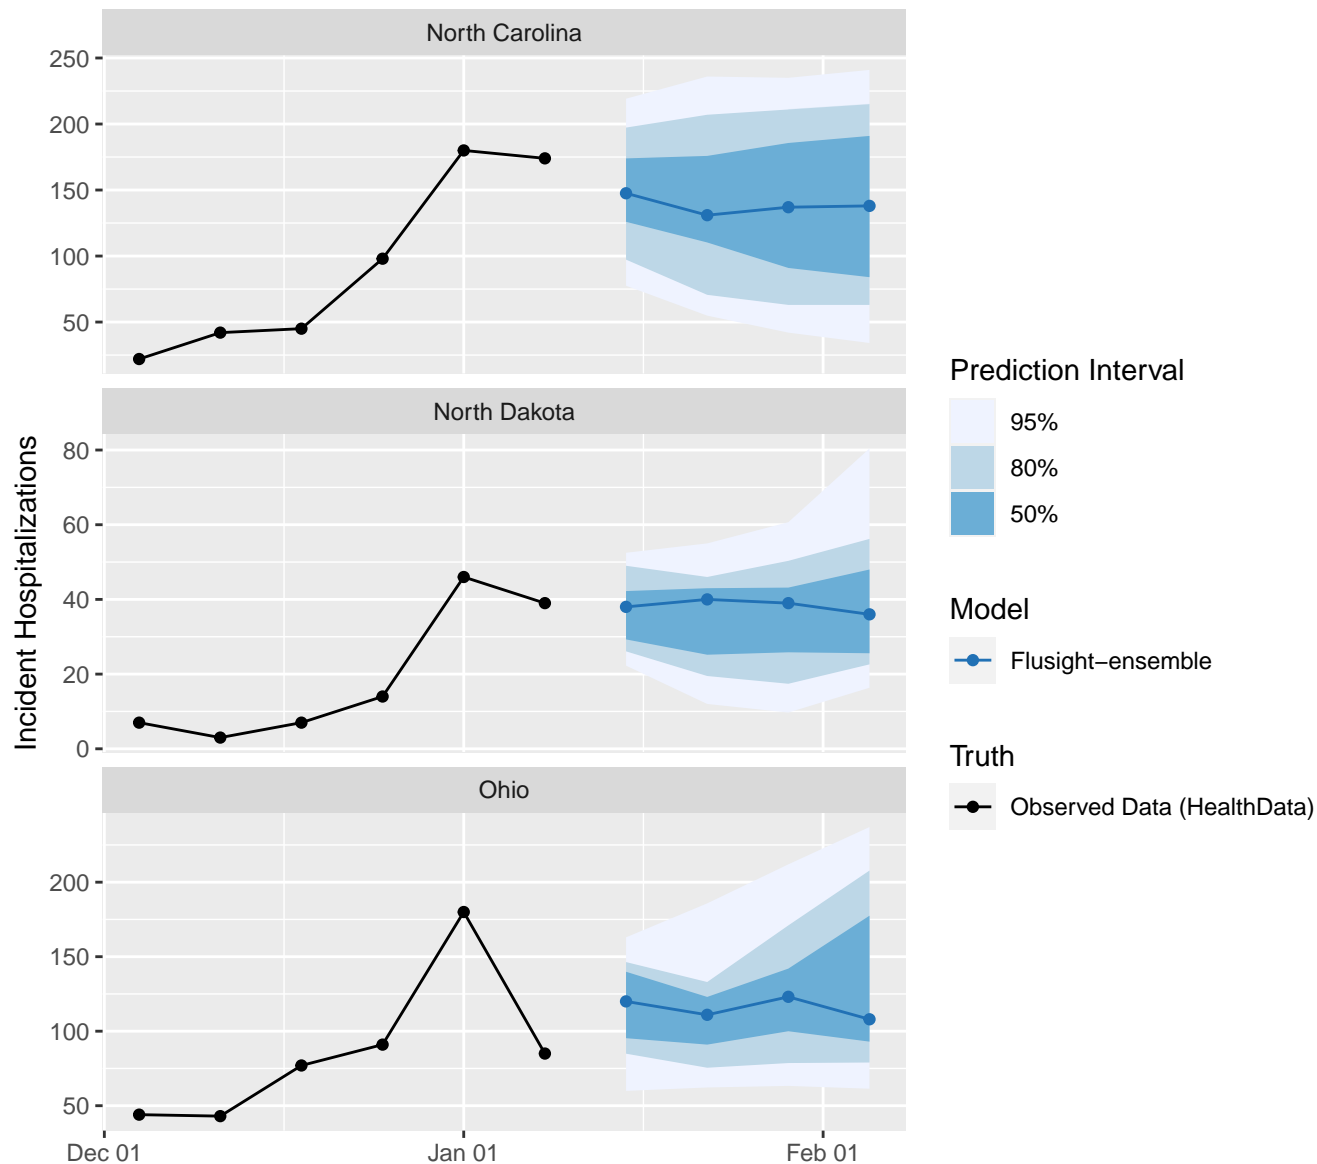 North Carolina
250
200
150
100
50
North Dakota
80
60
40
20
0
Ohio
200
150
100
50
Dec 01
Jan 01
Feb 01
Incident Hospitalizations
Prediction Interval
95%
80%
50%
Model
Flusight−ensemble
Truth
Observed Data (HealthData)